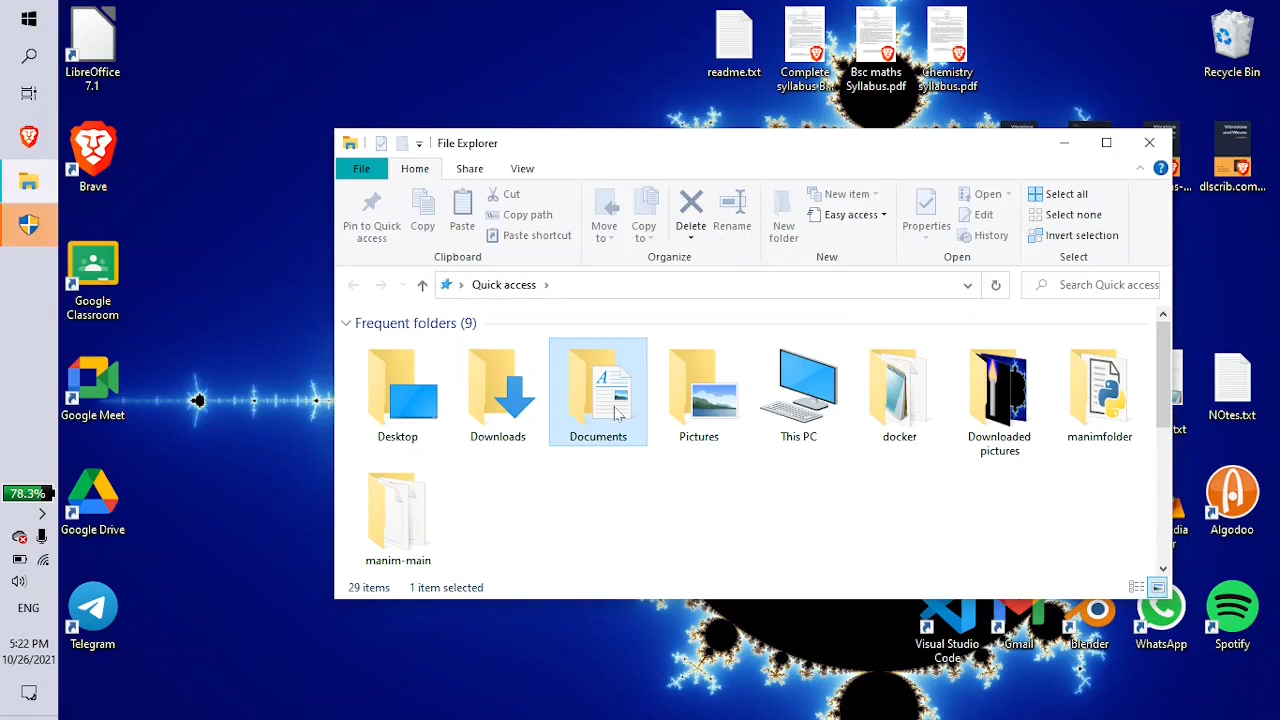 LibreOffice
7.1
Brave
Google
Classroom
Google Meet
Google Drive
Telegram
78.3%
ENG
5:22 PM
10/26/2021
readme.txt
Complete
syllabus B...
Bsc maths
Syllabus.pdf
Chemistry
syllabus.pdf
Recycle Bin
dlscrib.com...
NOtes.txt
Algodoo
Visual Studio
Code
Gmail
blender
WhatsApp
Spotify
File Explorer
File
Home
Share
View
Pin to Quick
access
Copy
Paste
Cut
Copy path
Paste shortcut
Clipboard
Move
to
Copy
to
Delete
Rename
Organize
New
folder
New item
Easy access
New
Properties
Open
Edit
History
Open
Select all
Select none
Invert selection
Select
Quick access
Search Quick access
Frequent folders (9)
Desktop
Downloads
Documents
Pictures
This PC
docker
Downloaded
pictures
manimfolder
manim-main
29 items
1 item selected